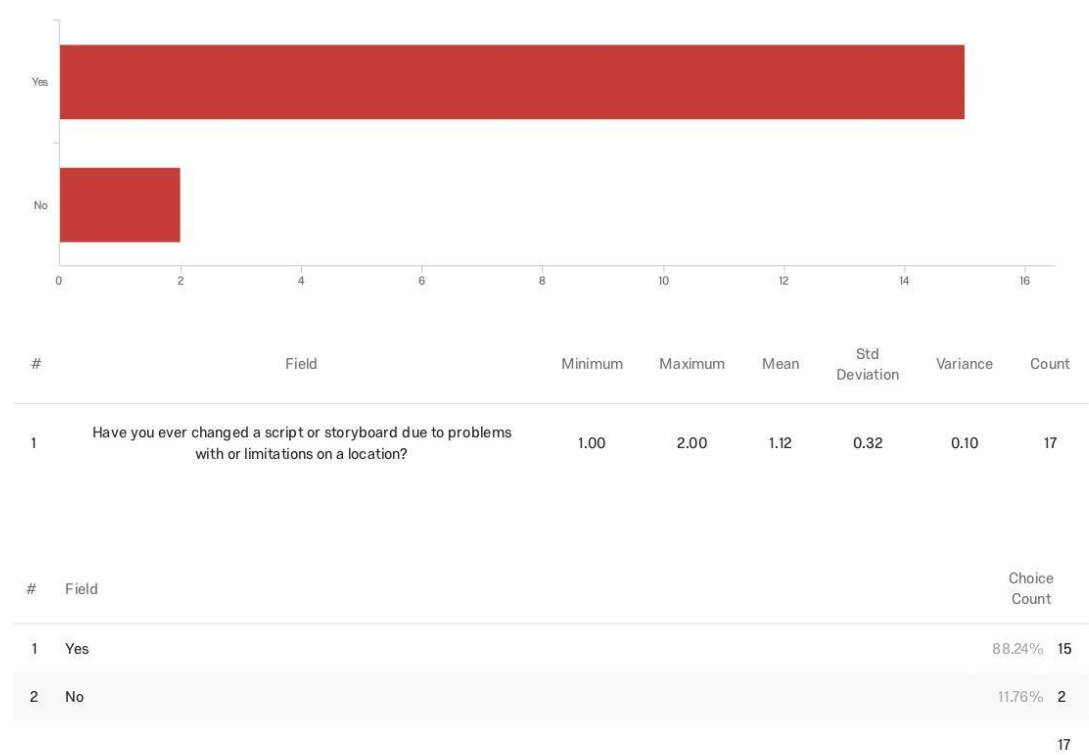 Yes
No
0 2 4 6 8 10 12 14 16
# Field Minimum Maximum Mean Std Deviation Variance Count
1 Have you ever changed a script or storyboard due to problems
with or limitations on a location? 1.00 2.00 1.12 0.32 0.10 17
# Field Choice Count
1 Yes 88.24% 15
2 No 11.76% 2
17